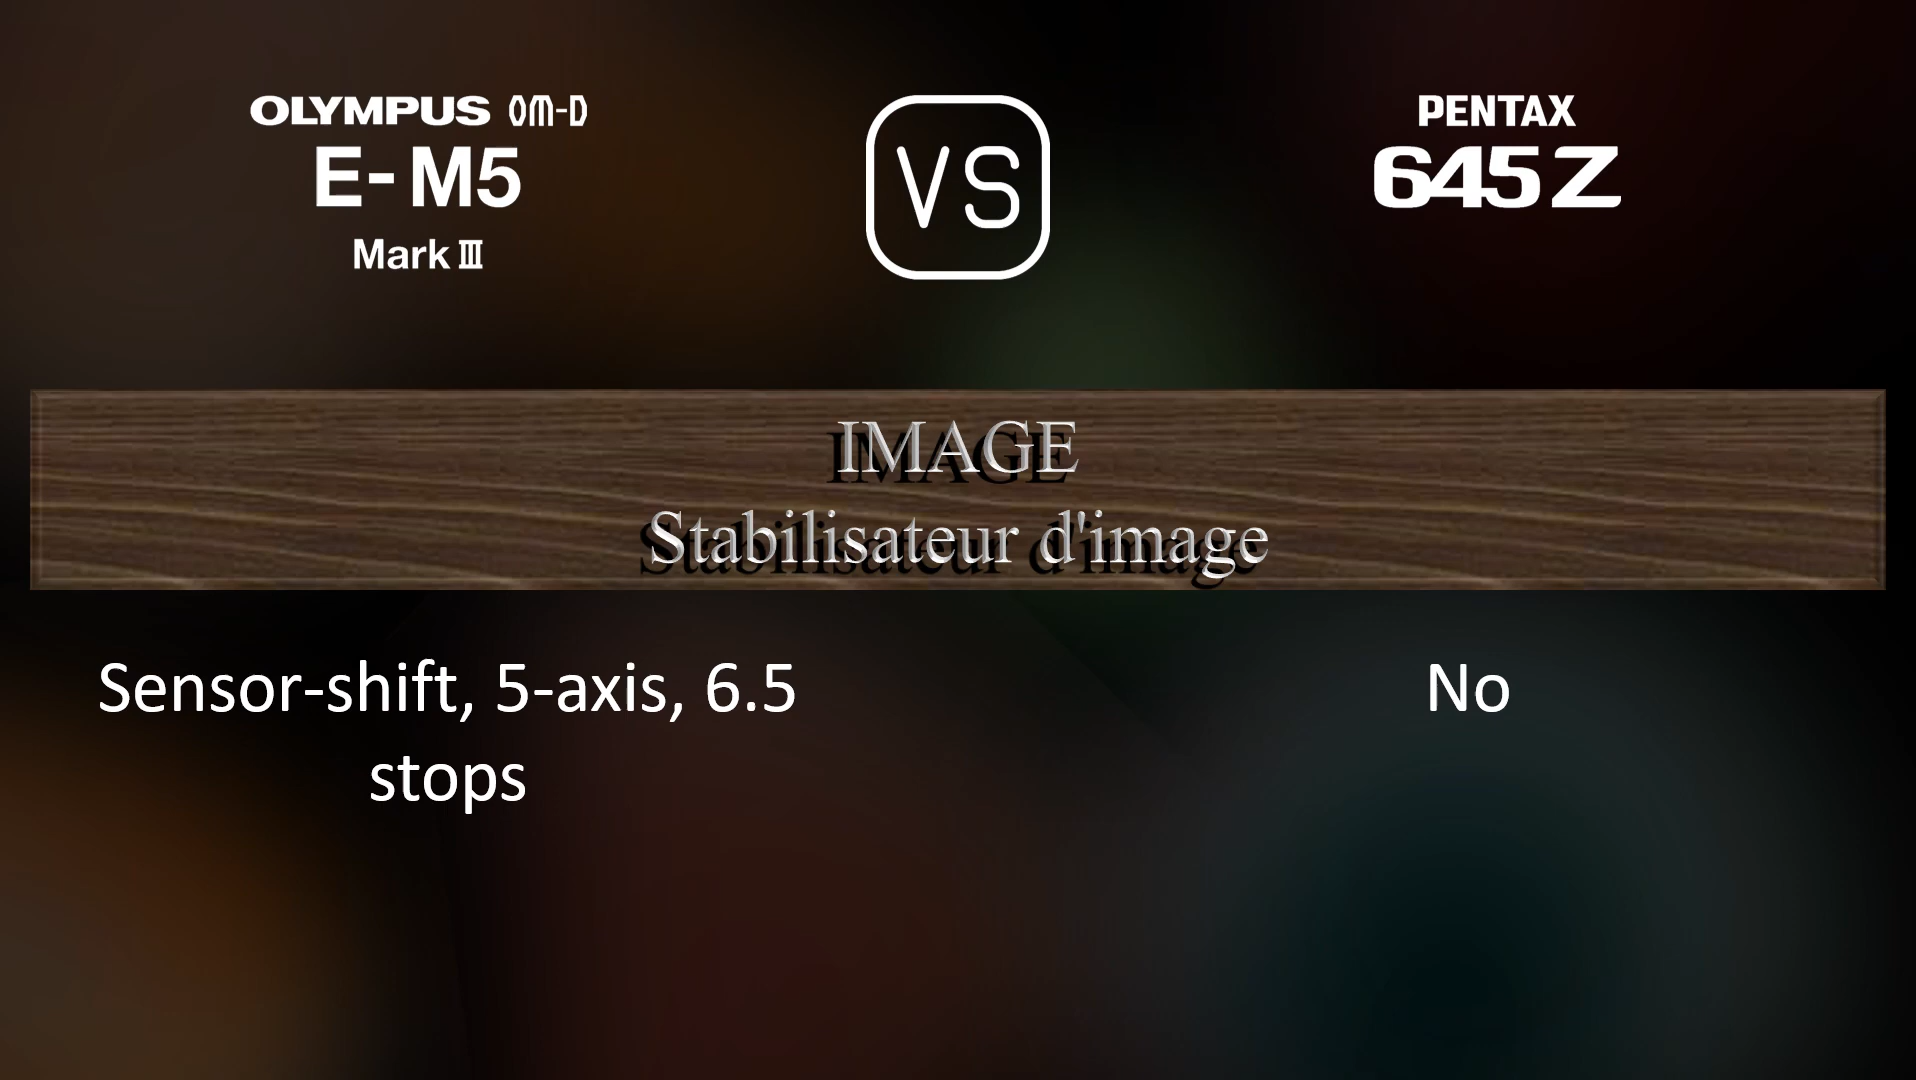 OLYMPUS OM-D
E-M5
Mark III
VS
PENTAX
645Z
IMAGE
Stabilisateur d'image
Sensor-shift, 5-axis, 6.5
stops
No